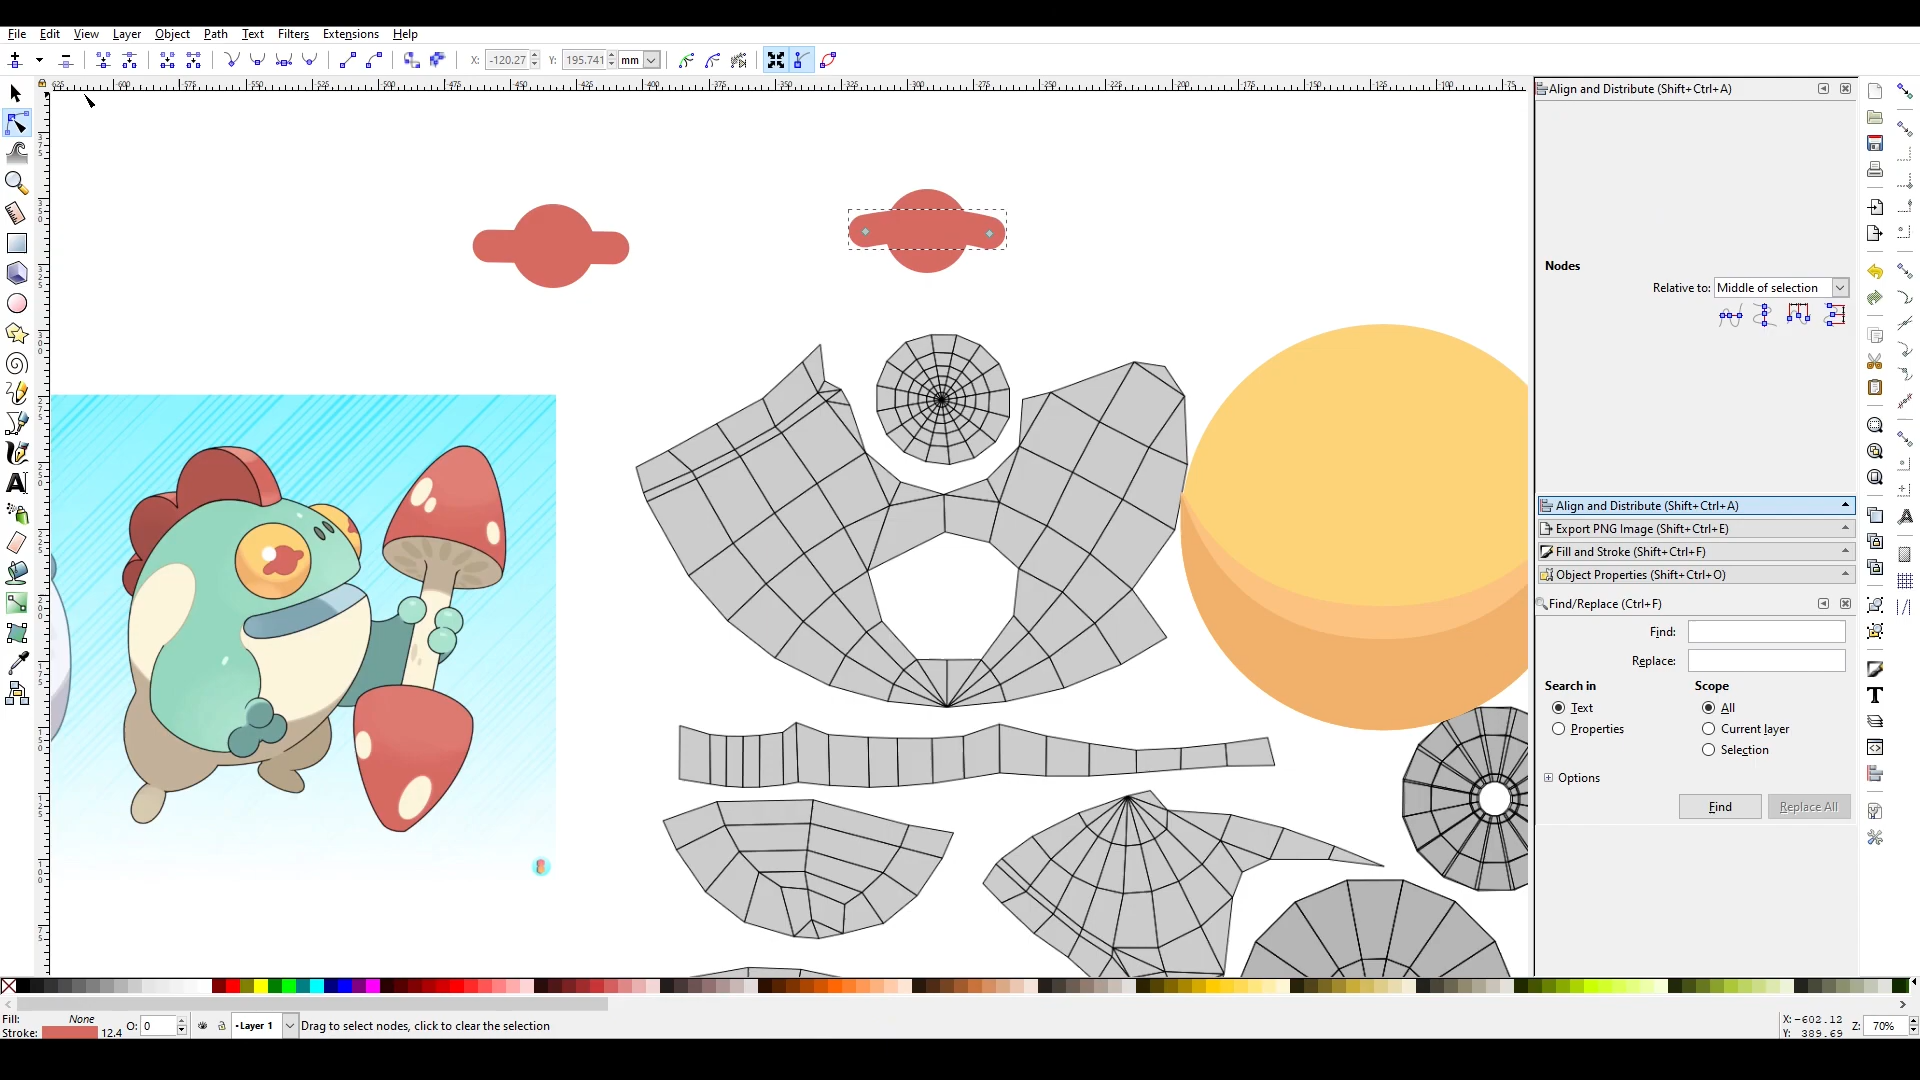 File Edit View Layer Object Path Text Filters Extensions Help
X: -120.27 Y: 195.741 mm
Align and Distribute (Shift+Ctrl+A)
Nodes
Relative to: Middle of selection
Align and Distribute (Shift+Ctrl+A)
Export PNG Image (Shift+Ctrl+E)
Fill and Stroke (Shift+Ctrl+F)
Object Properties (Shift+Ctrl+O)
Find/Replace (Ctrl+F)
Find:
Replace:
Search in Scope
Text All
Properties Current layer
Selection
Options
Find Replace All
Fill: None
Stroke: 12.4 O: 0 •Layer 1 Drag to select nodes, click to clear the selection
X: -602.12
Y: 389.69 Z: 70%